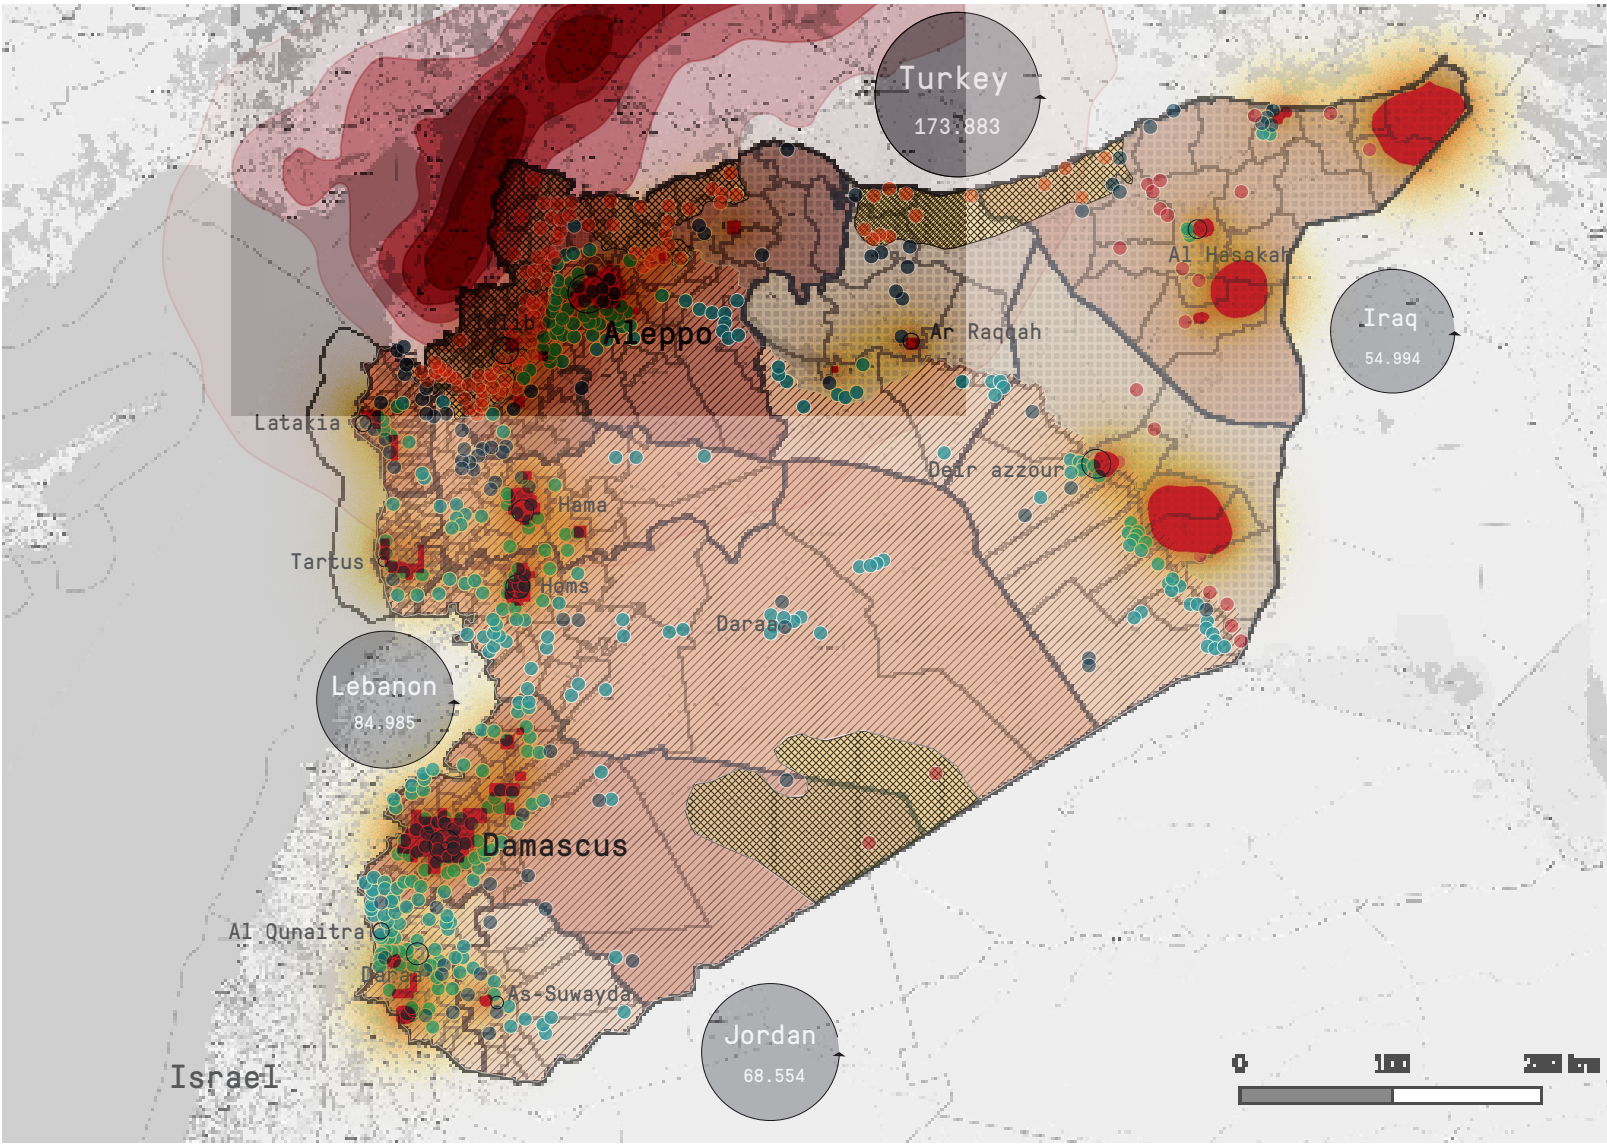 Turkey
173.883
Al Hasakah
Iraq
54.994
Idlib
Aleppo
Ar Raqqah
Latakia
Deir azzour
Hama
Tartus
Homs
Daraa
Lebanon
84.985
Damascus
Al Qunaitra
Daraa
As-Suwayda
Jordan
68.554
Israel
0 100 200 km